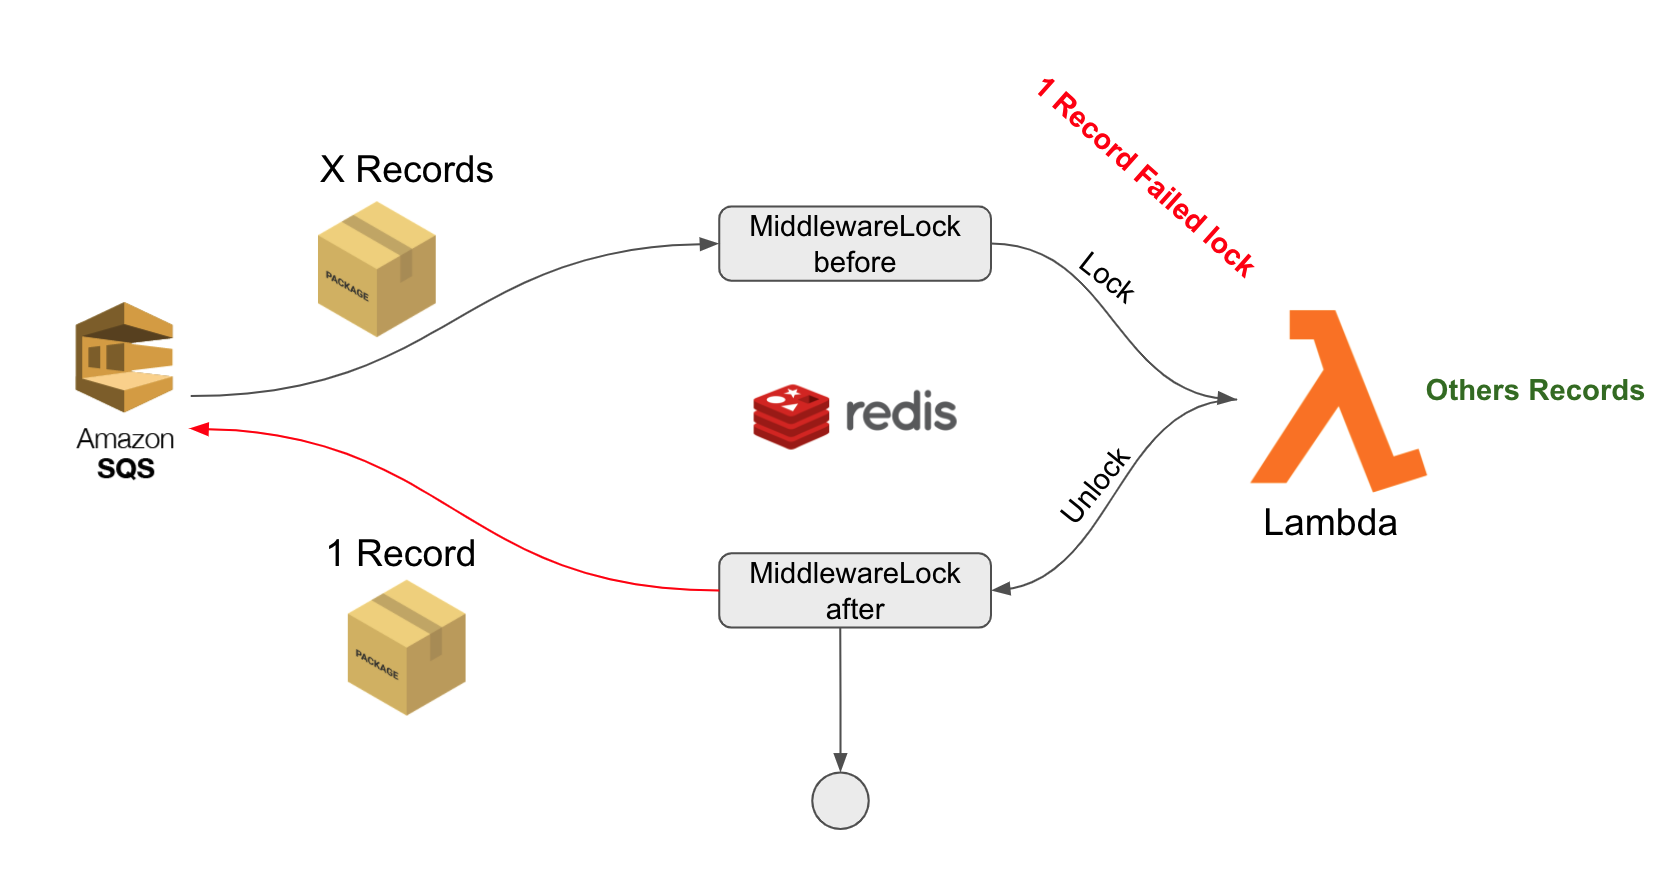 1 Record Failed lock
X Records
PACKAGE
MiddlewareLock
before
Lock
redis
Others Records
Amazon
SQS
Unlock
Lambda
1 Record
PACKAGE
MiddlewareLock
after